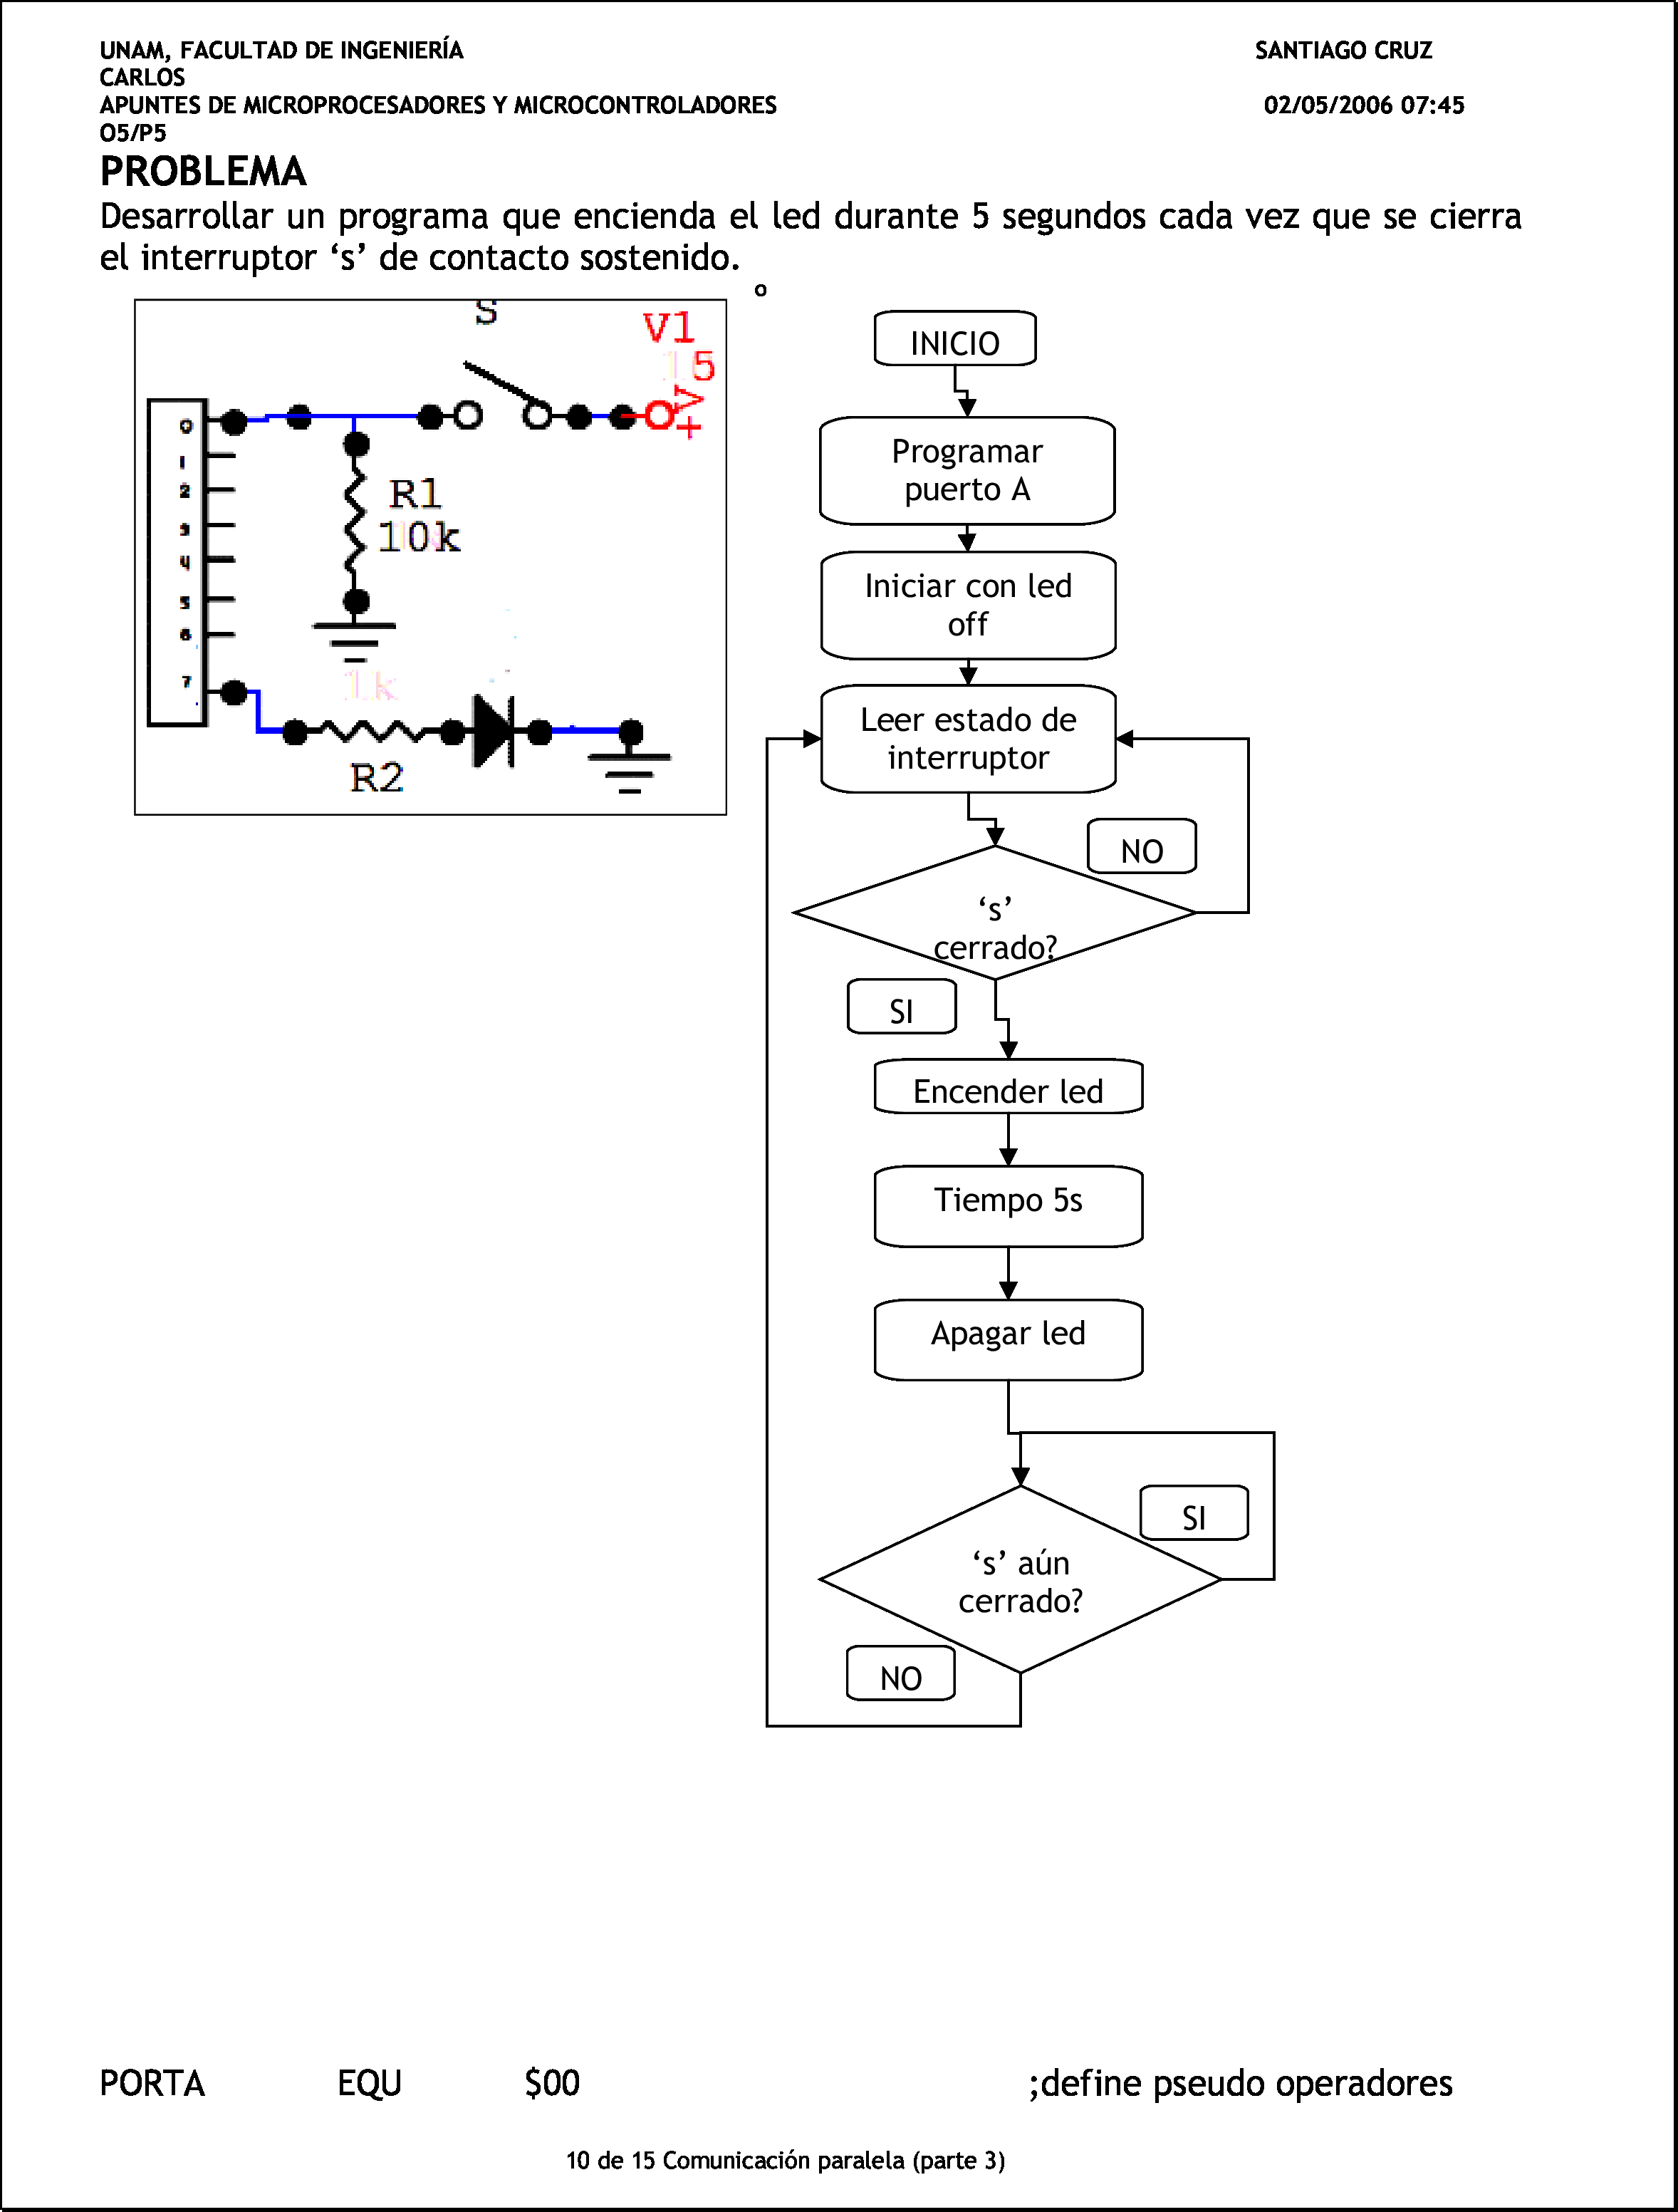 UNAM, FACULTAD DE INGENIERÍA SANTIAGO CRUZ
CARLOS
APUNTES DE MICROPROCESADORES Y MICROCONTROLADORES 02/05/2006 07:45
O5/P5
PROBLEMA
Desarrollar un programa que encienda el led durante 5 segundos cada vez que se cierra
el interruptor ‘s’ de contacto sostenido.
S
V1
15
V
+
0
1
2
3
4
5
6
7
R1
10k
1k
R2
INICIO
Programar
puerto A
Iniciar con led
off
Leer estado de
interruptor
NO
‘s’
cerrado?
SI
Encender led
Tiempo 5s
Apagar led
SI
‘s’ aún
cerrado?
NO
PORTA EQU $00 ;define pseudo operadores
10 de 15 Comunicación paralela (parte 3)